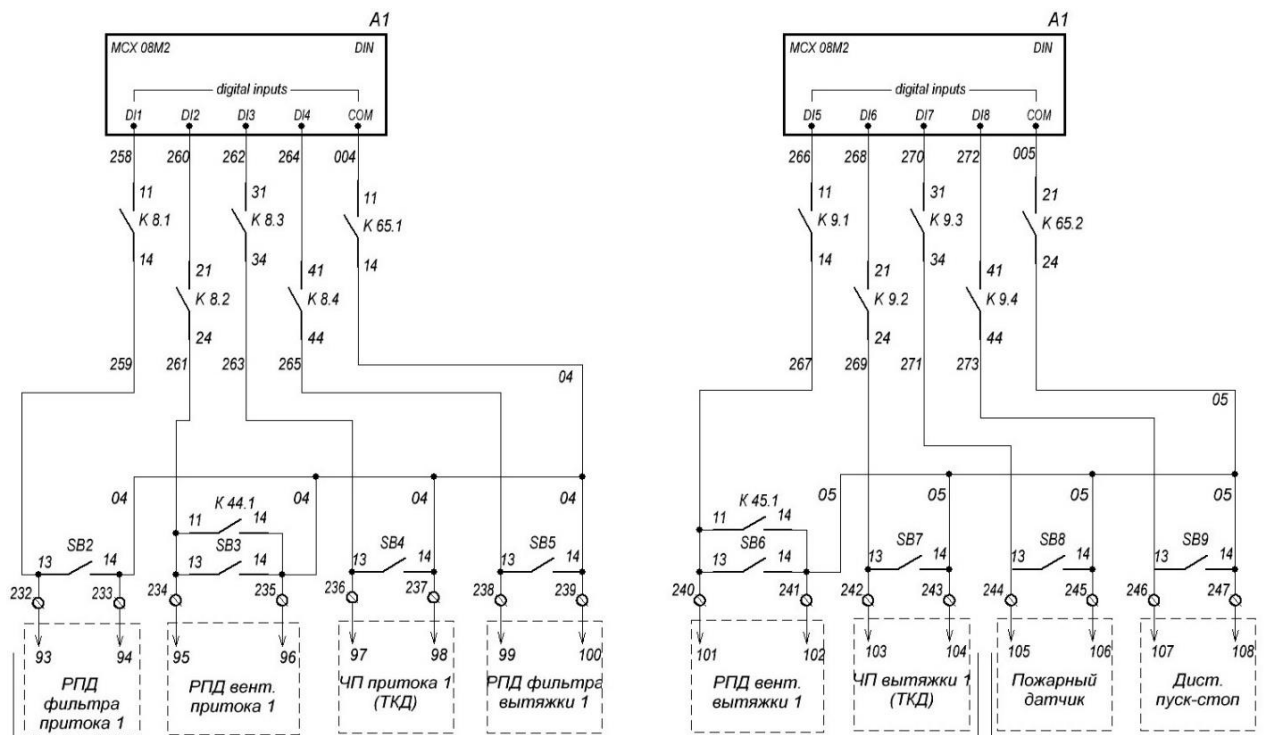 A1
MCX 08M2 DIN
digital inputs
DI1 DI2 DI3 DI4 COM
258 260 262 264 004
11 31 11
K 8.1 K 8.3 K 65.1
14 34 14
21 41
K 8.2 K 8.4
24 44
259 261 263 265
04
04 04 04 04
K 44.1
11 14
SB2 SB3 SB4 SB5
13 14 13 14 13 14 13 14
232 233 234 235 236 237 238 239
93 94 95 96 97 98 99 100
РПД
фильтра
притока 1
РПД вент.
притока 1
ЧП притока 1
(ТКД)
РПД фильтра
вытяжки 1
A1
MCX 08M2 DIN
digital inputs
DI5 DI6 DI7 DI8 COM
266 268 270 272 005
11 31 21
K 9.1 K 9.3 K 65.2
14 34 24
21 41
K 9.2 K 9.4
24 44
267 269 271 273
05
05 05 05 05
K 45.1
11 14
SB6 SB7 SB8 SB9
13 14 13 14 13 14 13 14
240 241 242 243 244 245 246 247
101 102 103 104 105 106 107 108
РПД вент.
вытяжки 1
ЧП вытяжки 1
(ТКД)
Пожарный
датчик
Дист.
пуск-стоп